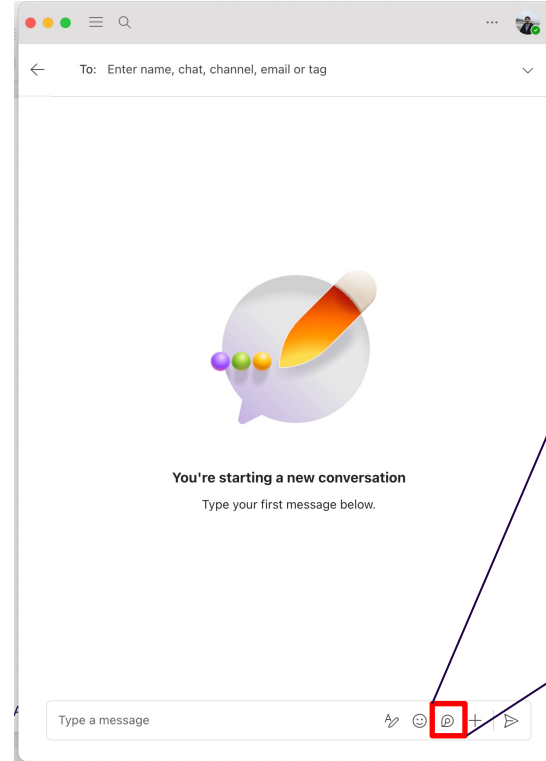 To: Enter name, chat, channel, email or tag
You're starting a new conversation
Type your first message below.
Type a message